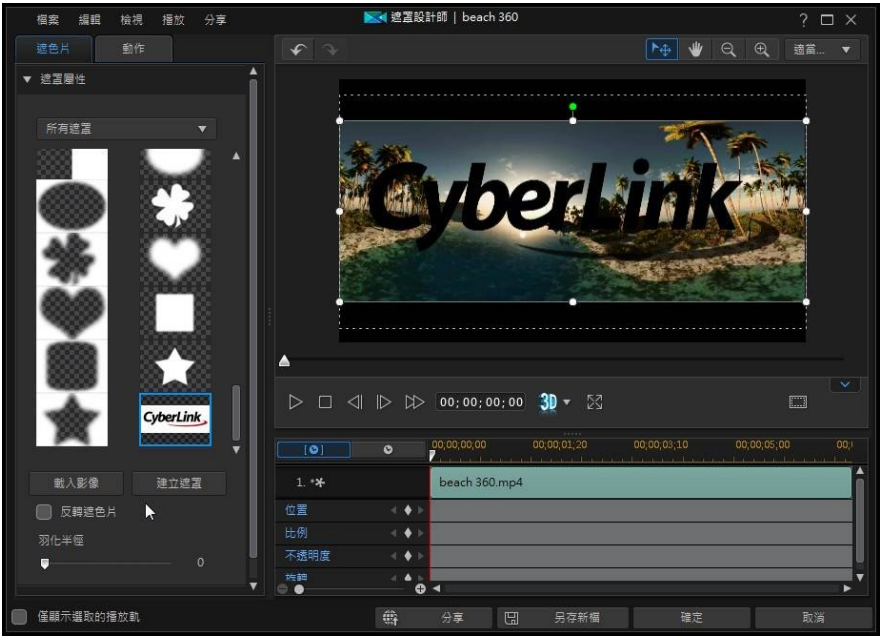 檔案 編輯 檢視 播放 分享
遮罩設計師 | beach 360
?
遮色片 動作
適當...
遮罩屬性
所有遮罩
CyberLink
CyberLink
載入影像 建立遮罩
反轉遮色片
羽化半徑
0
00;00;00;00
3D
00;00;00;00 00;00;01;20 00;00;03;10 00;00;05;00 00;
1.
beach 360.mp4
位置
比例
不透明度
旋轉
僅顯示選取的播放軌
分享 另存新檔 確定 取消